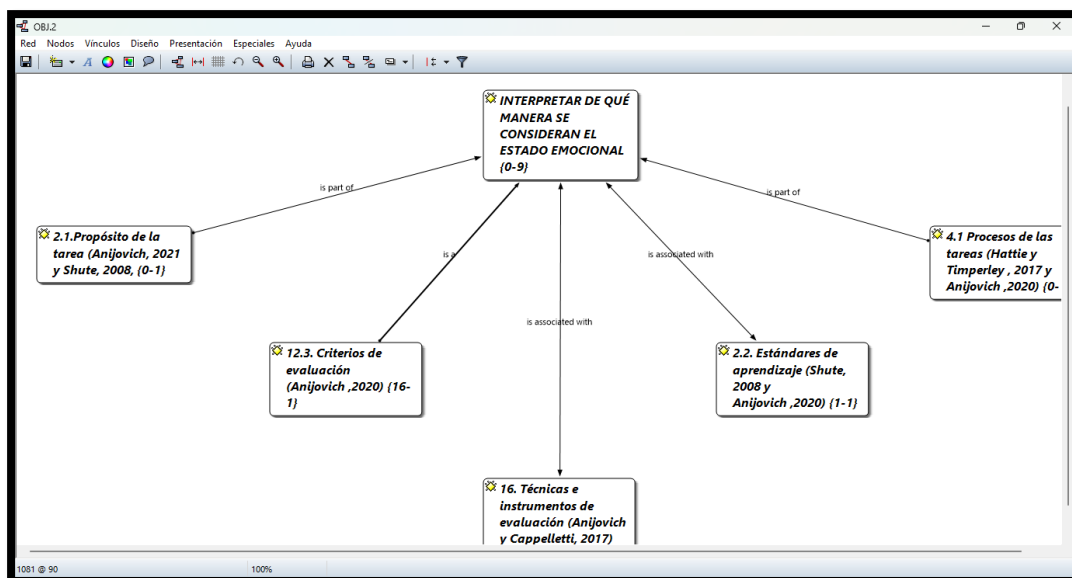 OBJ.2
Red Nodos Vínculos Diseño Presentación Especiales Ayuda
INTERPRETAR DE QUÉ
MANERA SE
CONSIDERAN EL
ESTADO EMOCIONAL
{0-9}
is part of
is part of
2.1.Propósito de la
tarea (Anijovich, 2021
y Shute, 2008, {0-1}
4.1 Procesos de las
tareas (Hattie y
Timperley , 2017 y
Anijovich ,2020) {0-
is a
is associated with
is associated with
12.3. Criterios de
evaluación
(Anijovich ,2020) {16-
1}
2.2. Estándares de
aprendizaje (Shute,
2008 y
Anijovich ,2020) {1-1}
16. Técnicas e
instrumentos de
evaluación (Anijovich
y Cappelletti, 2017)
1081 @ 90 100%